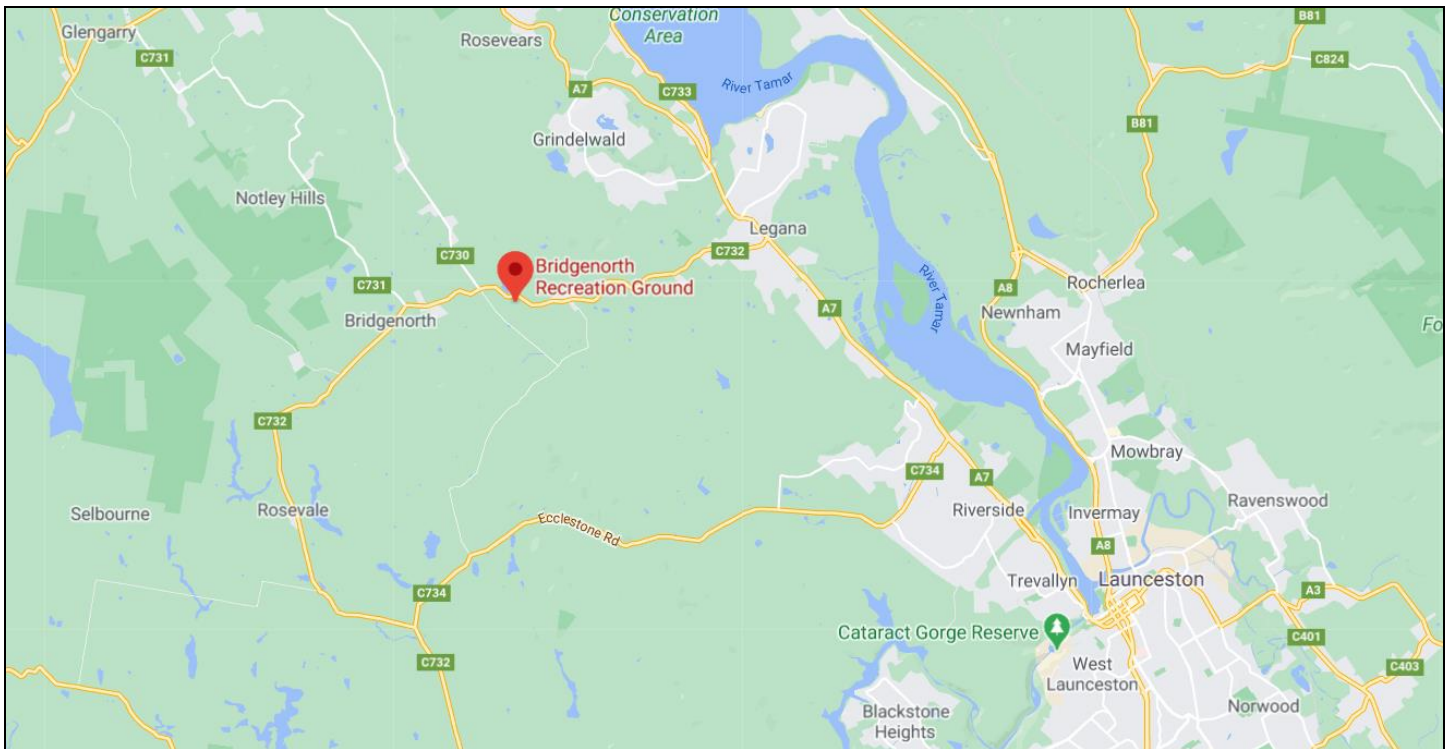 Conservation
Area
B81
Glengarry
C731
Rosevears
C824
River Tamar
A7
C733
B81
Grindelwald
Notley Hills
Legana
C730
C732
Bridgenorth
Recreation Ground
River Tamar
Rocherlea
C731
A8
Newnham
A7
Bridgenorth
Fo
Mayfield
C732
Mowbray
C734
A7
Ravenswood
Selbourne
Rosevale
Riverside
Invermay
Ecclestone Rd
A8
Trevallyn
Launceston
C734
A3
Cataract Gorge Reserve
C401
C732
West
Launceston
C403
Norwood
Blackstone
Heights